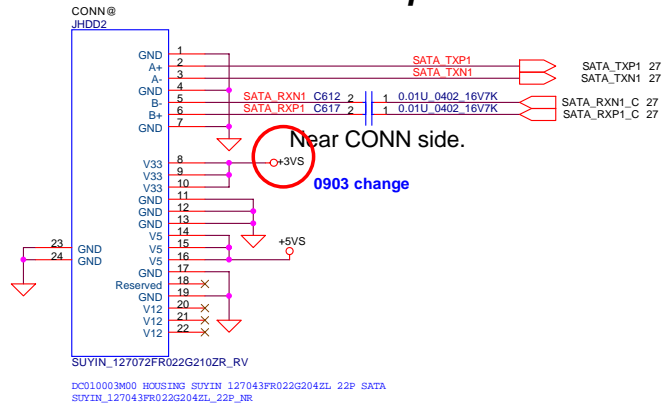 CONN@
JHDD2
GND 1
A+ 2 SATA_TXP1 SATA_TXP1 27
A- 3 SATA_TXN1 SATA_TXN1 27
GND 4
B- 5 SATA_RXN1 C612 2 1 0.01U_0402_16V7K SATA_RXN1_C 27
B+ 6 SATA_RXP1 C617 2 1 0.01U_0402_16V7K SATA_RXP1_C 27
GND 7
Near CONN side.
V33 8 +3VS
V33 9
V33 10
0903 change
GND 11
GND 12
GND 13
V5 14
V5 15 +5VS
V5 16
23 GND
24 GND
GND 17
Reserved 18
GND 19
V12 20
V12 21
V12 22
SUYIN_127072FR022G210ZR_RV
DC010003M00 HOUSING SUYIN 127043FR022G204ZL 22P SATA
SUYIN_127043FR022G204ZL_22P_NR